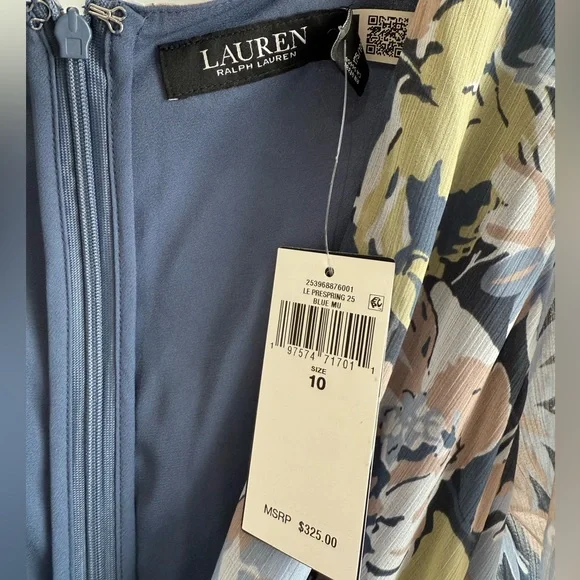 LAUREN
RALPH LAUREN
253968876001
LE PRESPRING 25
BLUE MU
1 97574 71701 1
SIZE
10
MSRP $325.00